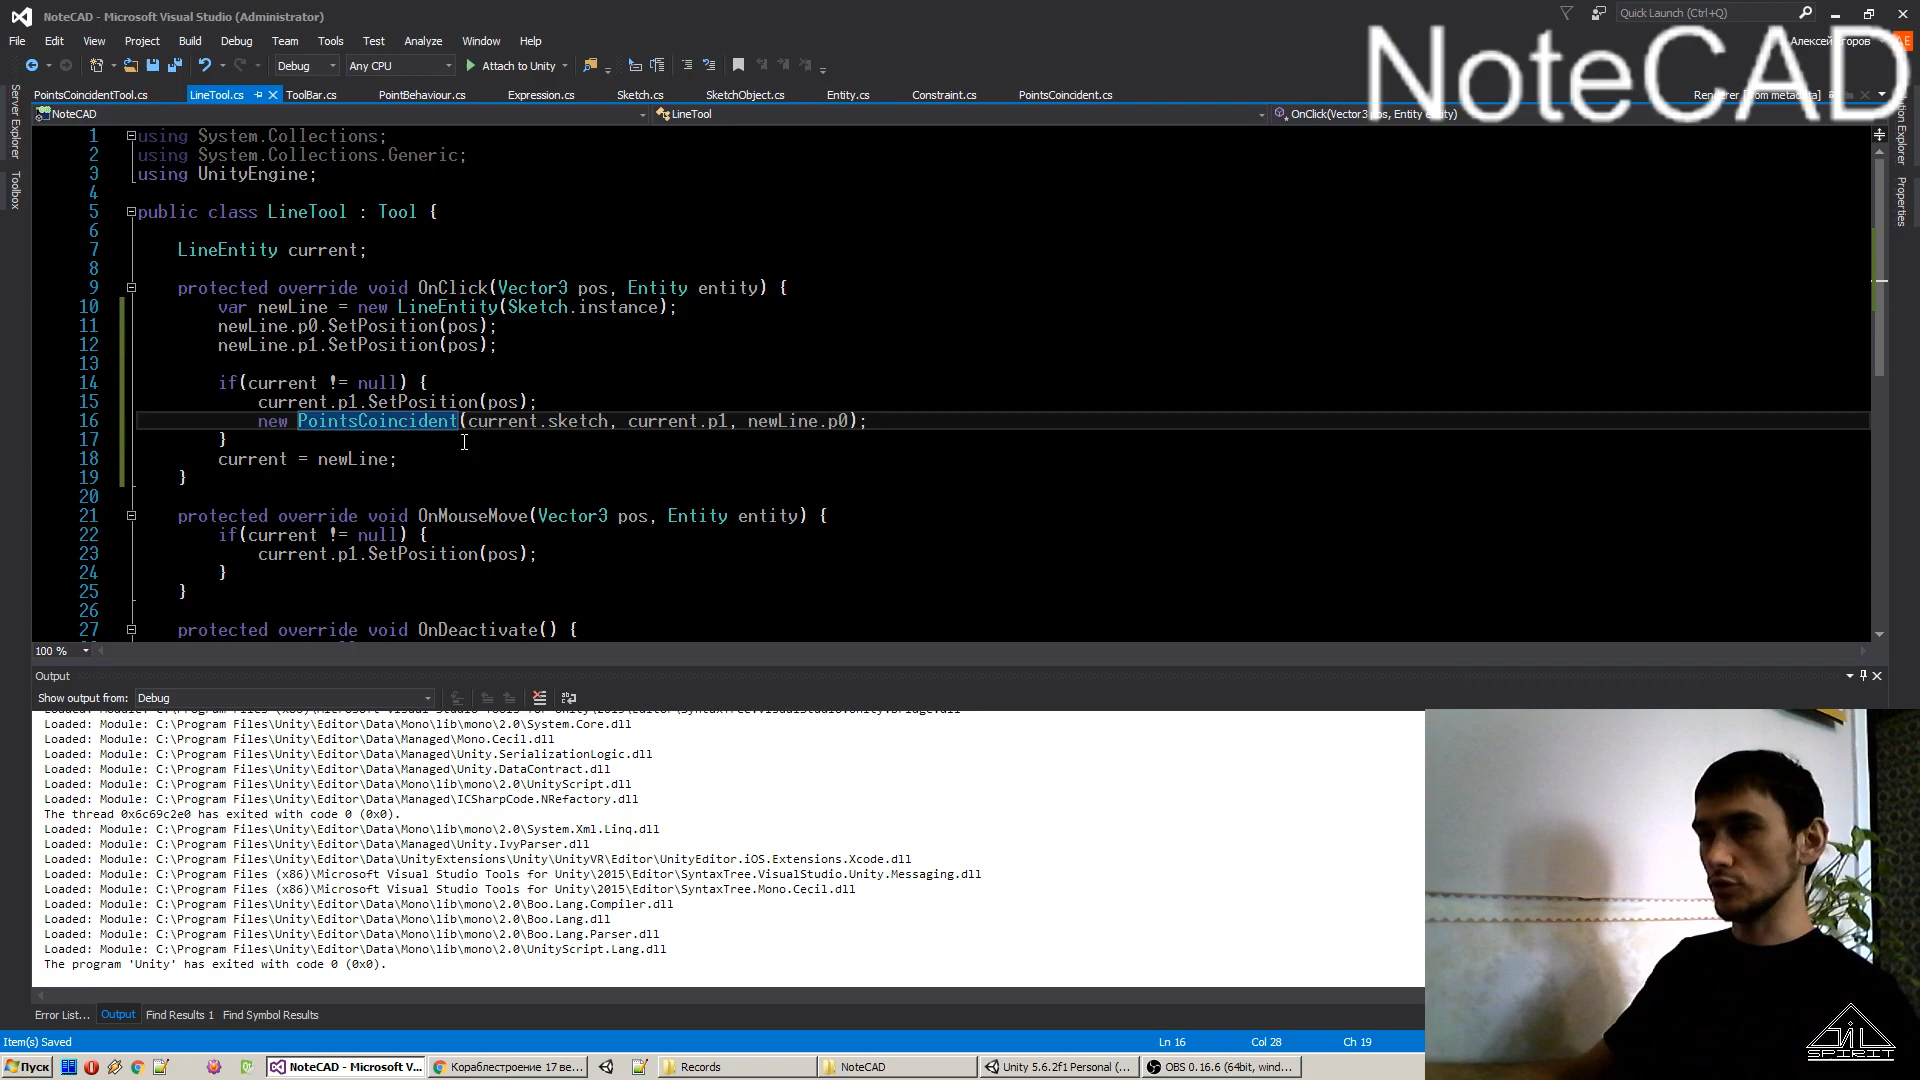 NoteCAD - Microsoft Visual Studio (Administrator)
Quick Launch (Ctrl+Q)
File Edit View Project Build Debug Team Tools Test Analyze Window Help
NoteCAD
Debug Any CPU Attach to Unity
PointsCoincidentTool.cs LineTool.cs ToolBar.cs PointBehaviour.cs Expression.cs Sketch.cs SketchObject.cs Entity.cs Constraint.cs PointsCoincident.cs
NoteCAD LineTool OnClick(Vector3 pos, Entity entity)
Server Explorer
Toolbox
Properties
1 using System.Collections;
2 using System.Collections.Generic;
3 using UnityEngine;
4
5 public class LineTool : Tool {
6
7 LineEntity current;
8
9 protected override void OnClick(Vector3 pos, Entity entity) {
10 var newLine = new LineEntity(Sketch.instance);
11 newLine.p0.SetPosition(pos);
12 newLine.p1.SetPosition(pos);
13
14 if(current != null) {
15 current.p1.SetPosition(pos);
16 new PointsCoincident(current.sketch, current.p1, newLine.p0);
17 }
18 current = newLine;
19 }
20
21 protected override void OnMouseMove(Vector3 pos, Entity entity) {
22 if(current != null) {
23 current.p1.SetPosition(pos);
24 }
25 }
26
27 protected override void OnDeactivate() {
100 %
Output
Show output from: Debug
Loaded: Module: C:\Program Files\Unity\Editor\Data\Mono\lib\mono\2.0\System.Core.dll
Loaded: Module: C:\Program Files\Unity\Editor\Data\Managed\Mono.Cecil.dll
Loaded: Module: C:\Program Files\Unity\Editor\Data\Managed\Unity.SerializationLogic.dll
Loaded: Module: C:\Program Files\Unity\Editor\Data\Managed\Unity.DataContract.dll
Loaded: Module: C:\Program Files\Unity\Editor\Data\Mono\lib\mono\2.0\UnityScript.dll
Loaded: Module: C:\Program Files\Unity\Editor\Data\Managed\ICSharpCode.NRefactory.dll
The thread 0x6c69c2e0 has exited with code 0 (0x0).
Loaded: Module: C:\Program Files\Unity\Editor\Data\Mono\lib\mono\2.0\System.Xml.Linq.dll
Loaded: Module: C:\Program Files\Unity\Editor\Data\Managed\Unity.IvyParser.dll
Loaded: Module: C:\Program Files\Unity\Editor\Data\UnityExtensions\Unity\UnityVR\Editor\UnityEditor.iOS.Extensions.Xcode.dll
Loaded: Module: C:\Program Files (x86)\Microsoft Visual Studio Tools for Unity\2015\Editor\SyntaxTree.VisualStudio.Unity.Messaging.dll
Loaded: Module: C:\Program Files (x86)\Microsoft Visual Studio Tools for Unity\2015\Editor\SyntaxTree.Mono.Cecil.dll
Loaded: Module: C:\Program Files\Unity\Editor\Data\Mono\lib\mono\2.0\Boo.Lang.Compiler.dll
Loaded: Module: C:\Program Files\Unity\Editor\Data\Mono\lib\mono\2.0\Boo.Lang.dll
Loaded: Module: C:\Program Files\Unity\Editor\Data\Mono\lib\mono\2.0\Boo.Lang.Parser.dll
Loaded: Module: C:\Program Files\Unity\Editor\Data\Mono\lib\mono\2.0\UnityScript.Lang.dll
The program 'Unity' has exited with code 0 (0x0).
Error List... Output Find Results 1 Find Symbol Results
Item(s) Saved Ln 16 Col 28 Ch 19
Пуск NoteCAD - Microsoft V... Кораблестроение 17 ве... Records NoteCAD Unity 5.6.2f1 Personal (... OBS 0.16.6 (64bit, wind...
SPIRIT